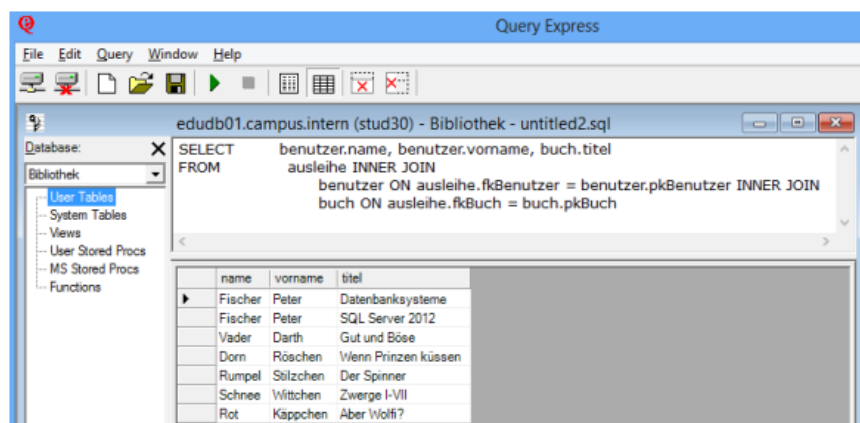 Query Express
File Edit Query Window Help
edudb01.campus.intern (stud30) - Bibliothek - untitled2.sql
Database:
Bibliothek
User Tables
System Tables
Views
User Stored Procs
MS Stored Procs
Functions
SELECT benutzer.name, benutzer.vorname, buch.titel
FROM ausleihe INNER JOIN
benutzer ON ausleihe.fkBenutzer = benutzer.pkBenutzer INNER JOIN
buch ON ausleihe.fkBuch = buch.pkBuch
name vorname titel
Fischer Peter Datenbanksysteme
Fischer Peter SQL Server 2012
Vader Darth Gut und Böse
Dorn Röschen Wenn Prinzen küssen
Rumpel Stilzchen Der Spinner
Schnee Wittchen Zwerge I-VII
Rot Käppchen Aber Wolfi?